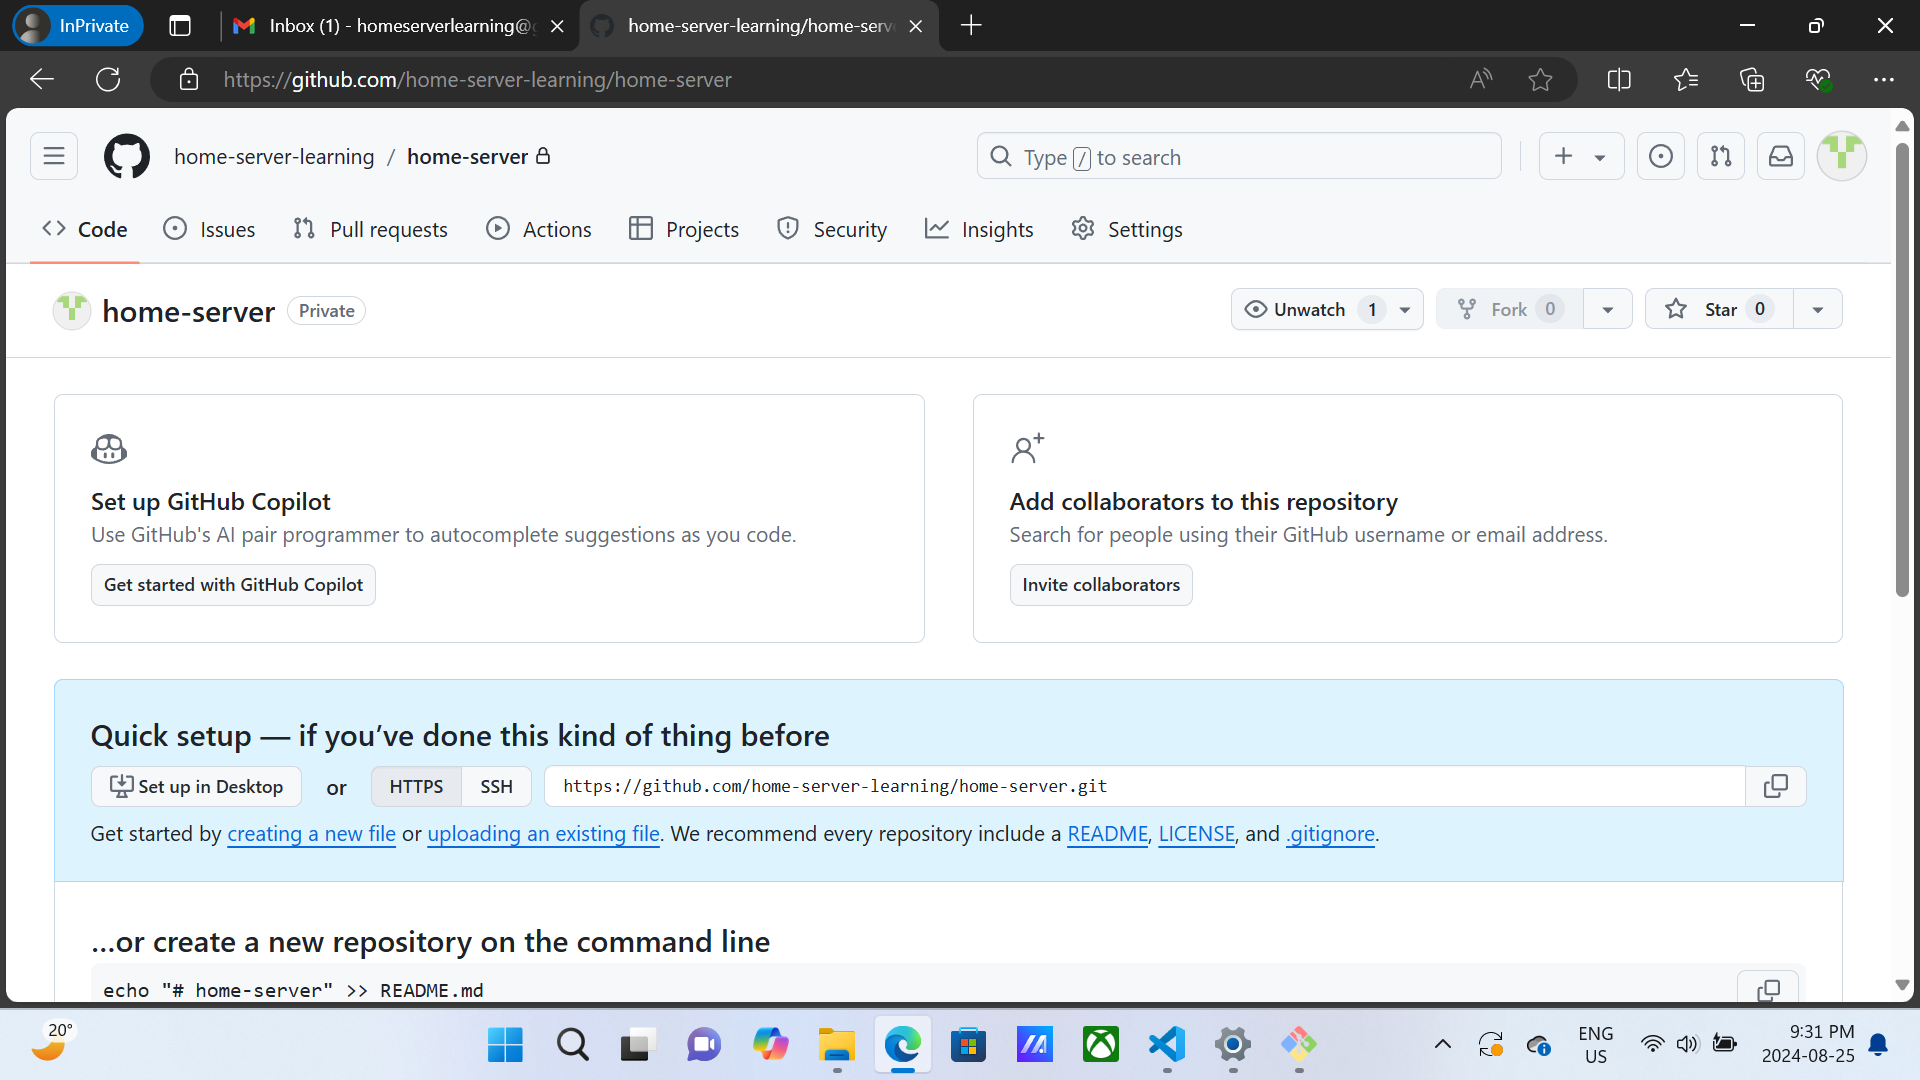 InPrivate
Inbox (1) - homeserverlearning@g
home-server-learning/home-serv
https://github.com/home-server-learning/home-server
home-server-learning / home-server
Type / to search
Code
Issues
Pull requests
Actions
Projects
Security
Insights
Settings
home-server Private
Unwatch 1
Fork 0
Star 0
Set up GitHub Copilot
Use GitHub's AI pair programmer to autocomplete suggestions as you code.
Get started with GitHub Copilot
Add collaborators to this repository
Search for people using their GitHub username or email address.
Invite collaborators
Quick setup — if you’ve done this kind of thing before
Set up in Desktop or HTTPS SSH https://github.com/home-server-learning/home-server.git
Get started by creating a new file or uploading an existing file. We recommend every repository include a README, LICENSE, and .gitignore.
…or create a new repository on the command line
echo "# home-server" >> README.md
20°
ENG
US
9:31 PM
2024-08-25